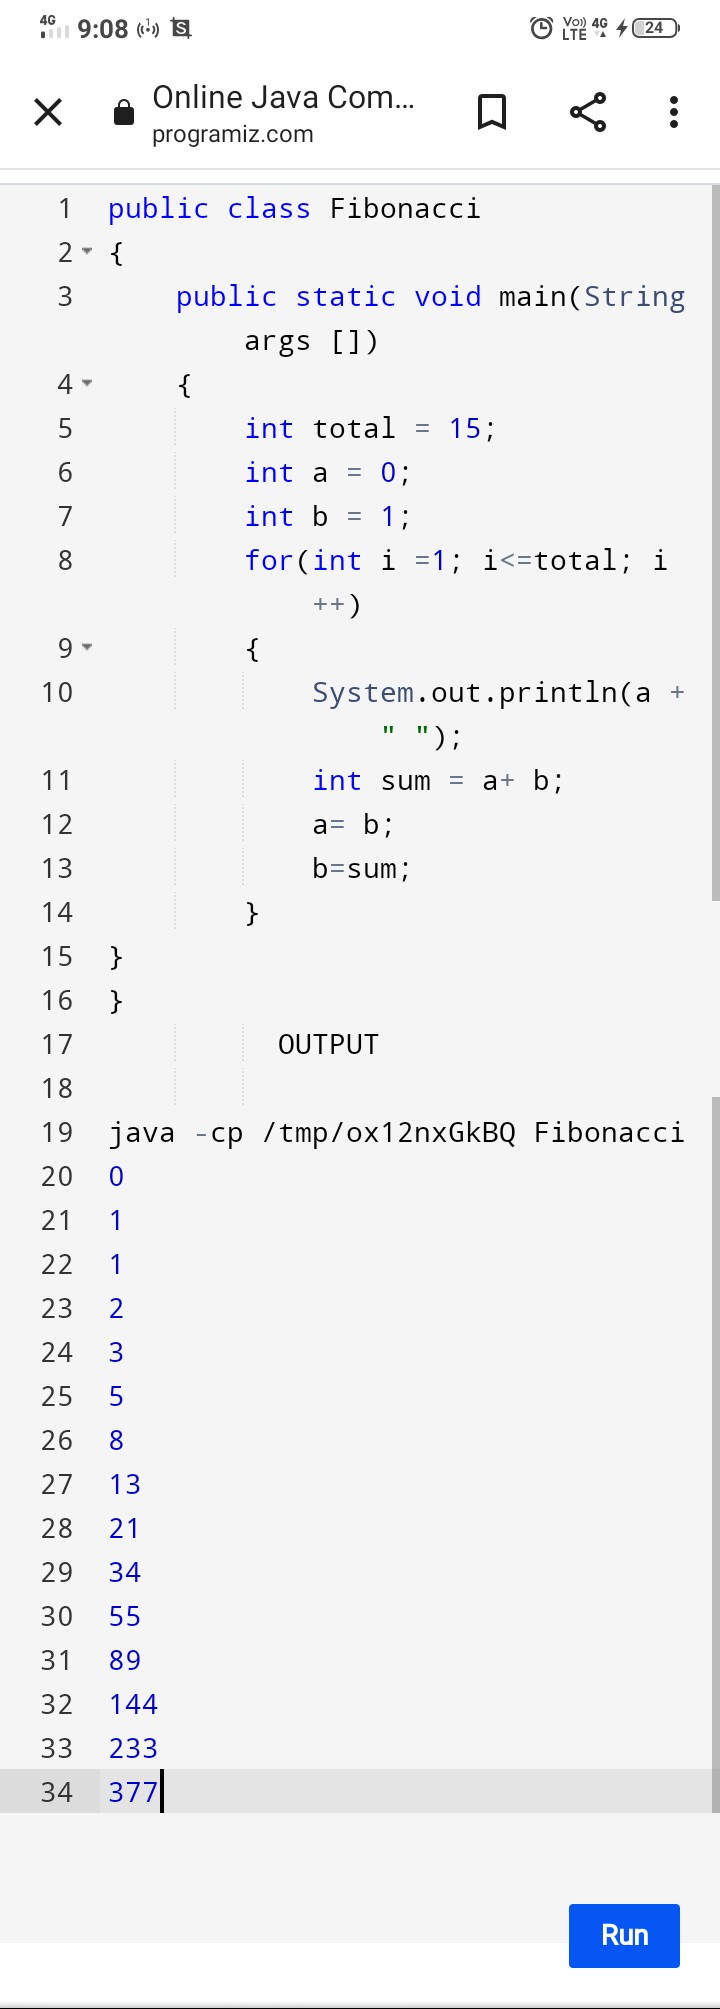 4G 9:08
Vo)) LTE 4G 24
Online Java Com...
programiz.com
1 public class Fibonacci
2 {
3 public static void main(String
args [])
4 {
5 int total = 15;
6 int a = 0;
7 int b = 1;
8 for(int i =1; i<=total; i
++)
9 {
10 System.out.println(a +
" ");
11 int sum = a+ b;
12 a= b;
13 b=sum;
14 }
15 }
16 }
17 OUTPUT
18
19 java -cp /tmp/ox12nxGkBQ Fibonacci
20 0
21 1
22 1
23 2
24 3
25 5
26 8
27 13
28 21
29 34
30 55
31 89
32 144
33 233
34 377
Run